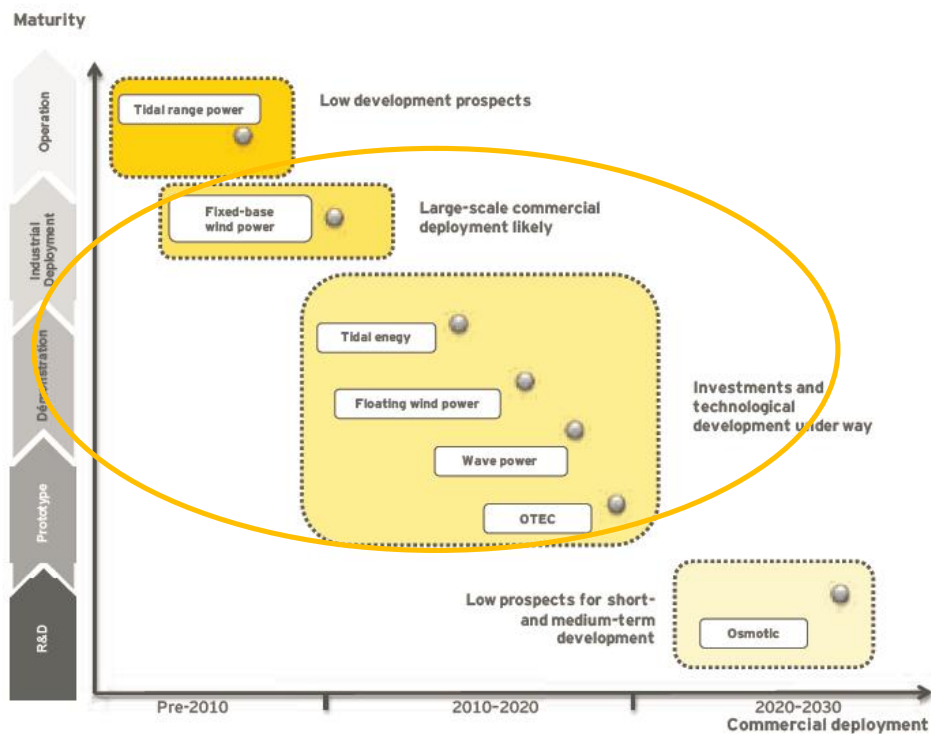 Maturity
Operation
Industrial
Deployment
Démonstration
Prototype
R&D
Tidal range power
Low development prospects
Fixed-base
wind power
Large-scale commercial
deployment likely
Tidal enegy
Floating wind power
Wave power
OTEC
Investments and
technological
development under way
Low prospects for short-
and medium-term
development
Osmotic
Pre-2010
2010-2020
2020-2030
Commercial deployment